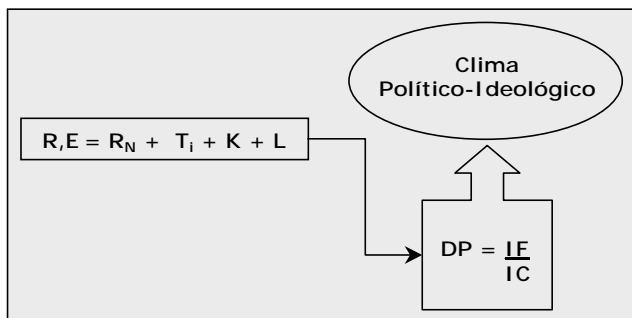 Clima
Político-Ideológico
R,E = R_N + T_i + K + L
DP = IF
IC